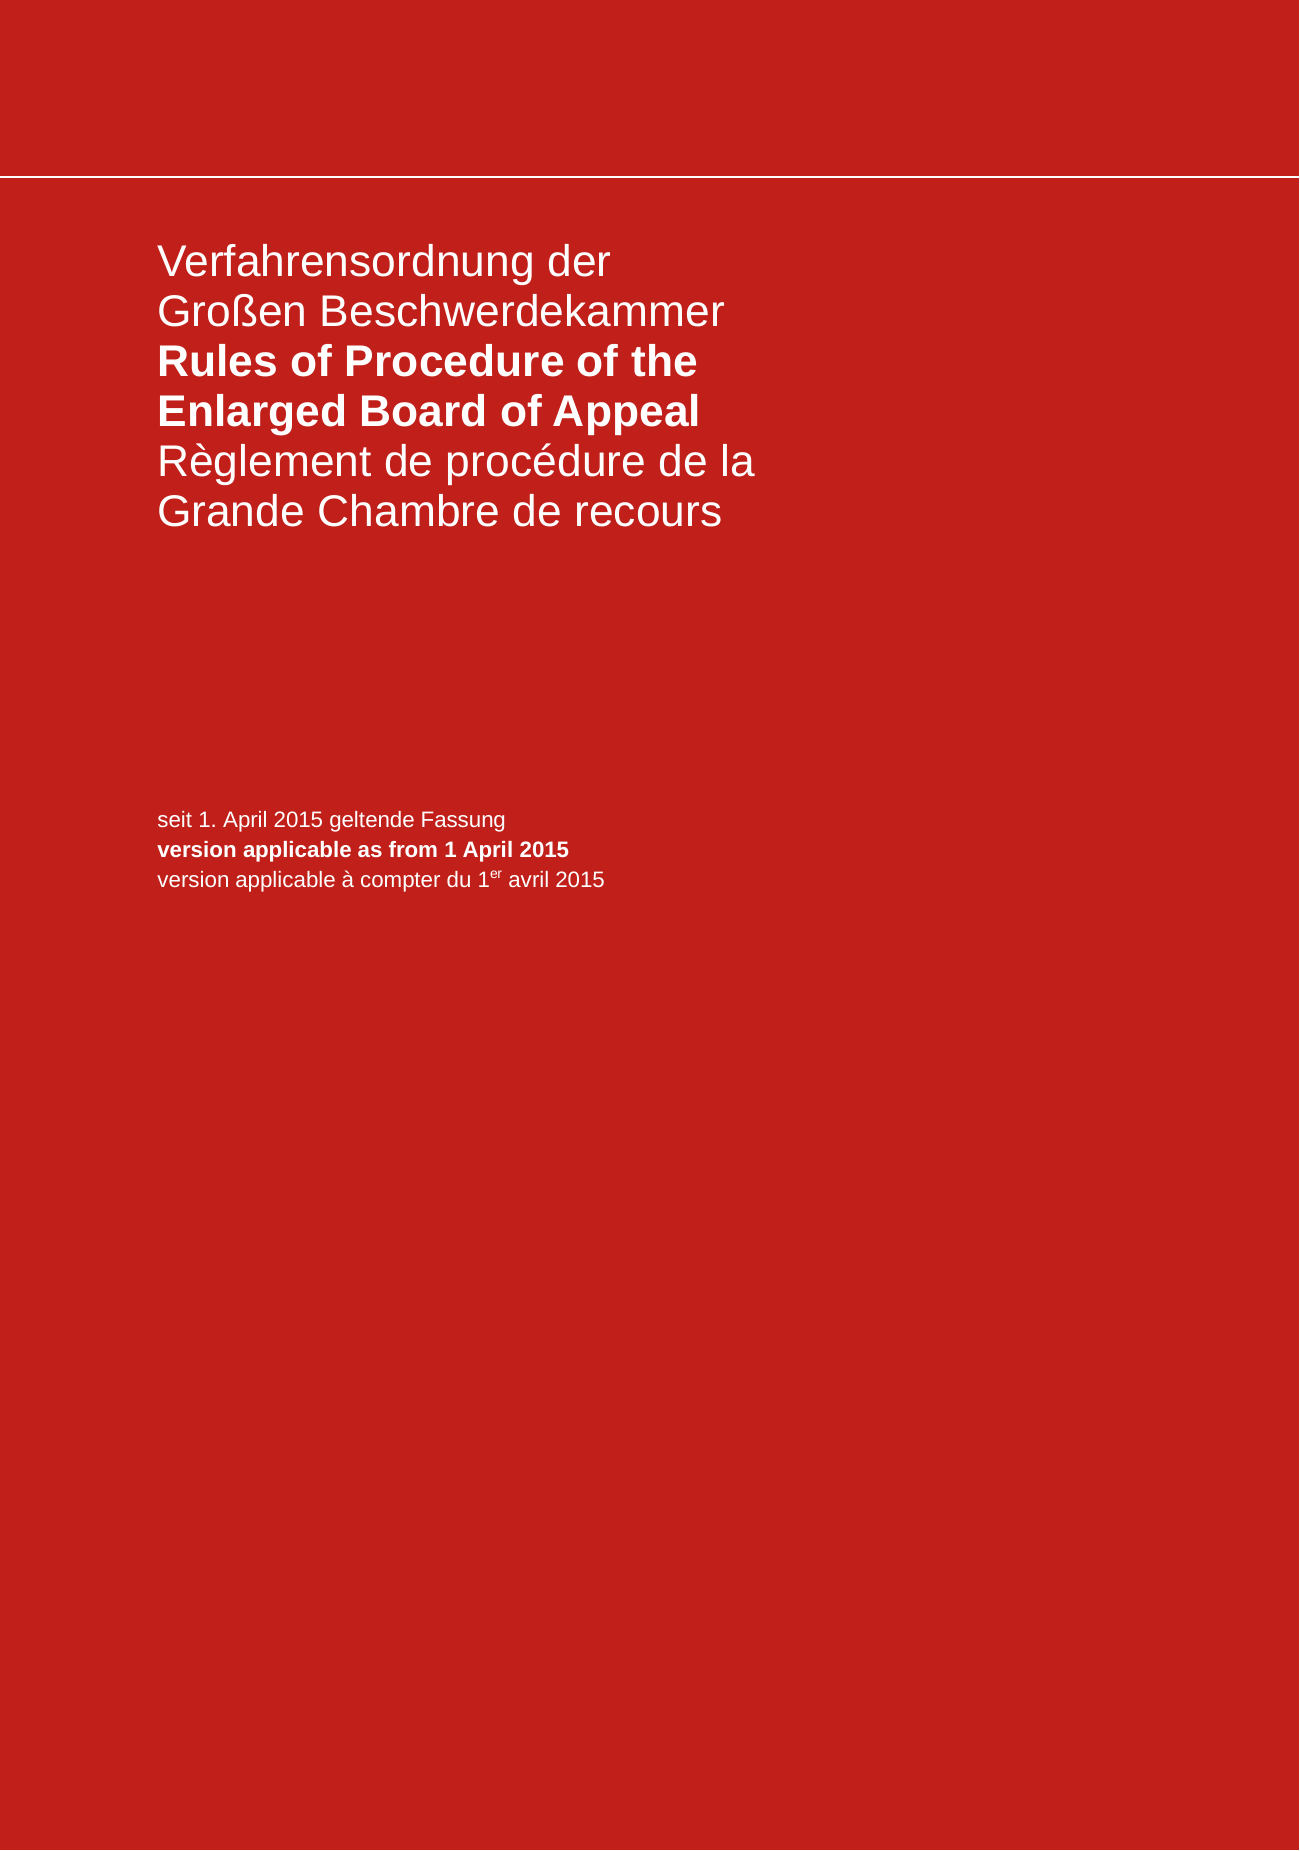 Verfahrensordnung der
Großen Beschwerdekammer
Rules of Procedure of the
Enlarged Board of Appeal
Règlement de procédure de la
Grande Chambre de recours
seit 1. April 2015 geltende Fassung
version applicable as from 1 April 2015
version applicable à compter du 1er avril 2015